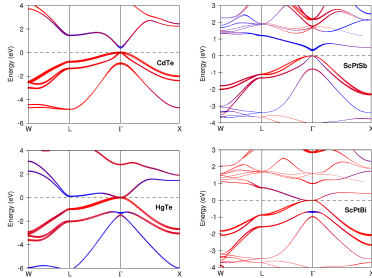 4
2
0
-2
-4
-6
Energy (eV)
CdTe
W L Γ X
3
2
1
0
-1
-2
-3
-4
Energy (eV)
ScPtSb
W L Γ X
4
2
0
-2
-4
-6
Energy (eV)
HgTe
W L Γ X
3
2
1
0
-1
-2
-3
-4
Energy (eV)
ScPtBi
W L Γ X